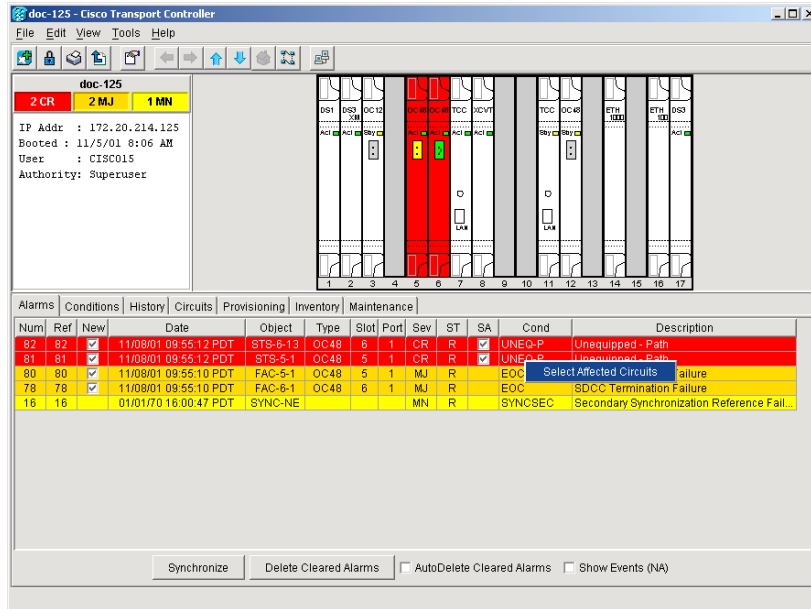 doc-125 - Cisco Transport Controller
File Edit View Tools Help
doc-125
2 CR 2 MJ 1 MN
IP Addr : 172.20.214.125
Booted : 11/5/01 8:06 AM
User : CISCO15
Authority: Superuser
DS1 DS3 XM OC12 OC48 OC48 TCC XCVT TCC OC48 ETH 1000 ETH 100 DS3
Act Act Sby Act Act Act Act Sby Sby Act
LAN LAN
1 2 3 4 5 6 7 8 9 10 11 12 13 14 15 16 17
Alarms Conditions History Circuits Provisioning Inventory Maintenance
Num Ref New Date Object Type Slot Port Sev ST SA Cond Description
82 82 11/08/01 09:55:12 PDT STS-6-13 OC48 6 1 CR R UNEQ-P Unequipped - Path
81 81 11/08/01 09:55:12 PDT STS-5-1 OC48 5 1 CR R UNEQ-P Unequipped - Path
80 80 11/08/01 09:55:10 PDT FAC-5-1 OC48 5 1 MJ R EOC Failure
Select Affected Circuits
78 78 11/08/01 09:55:10 PDT FAC-6-1 OC48 6 1 MJ R EOC SDCC Termination Failure
16 16 01/01/70 16:00:47 PDT SYNC-NE MN R SYNCSEC Secondary Synchronization Reference Fail...
Synchronize Delete Cleared Alarms AutoDelete Cleared Alarms Show Events (NA)